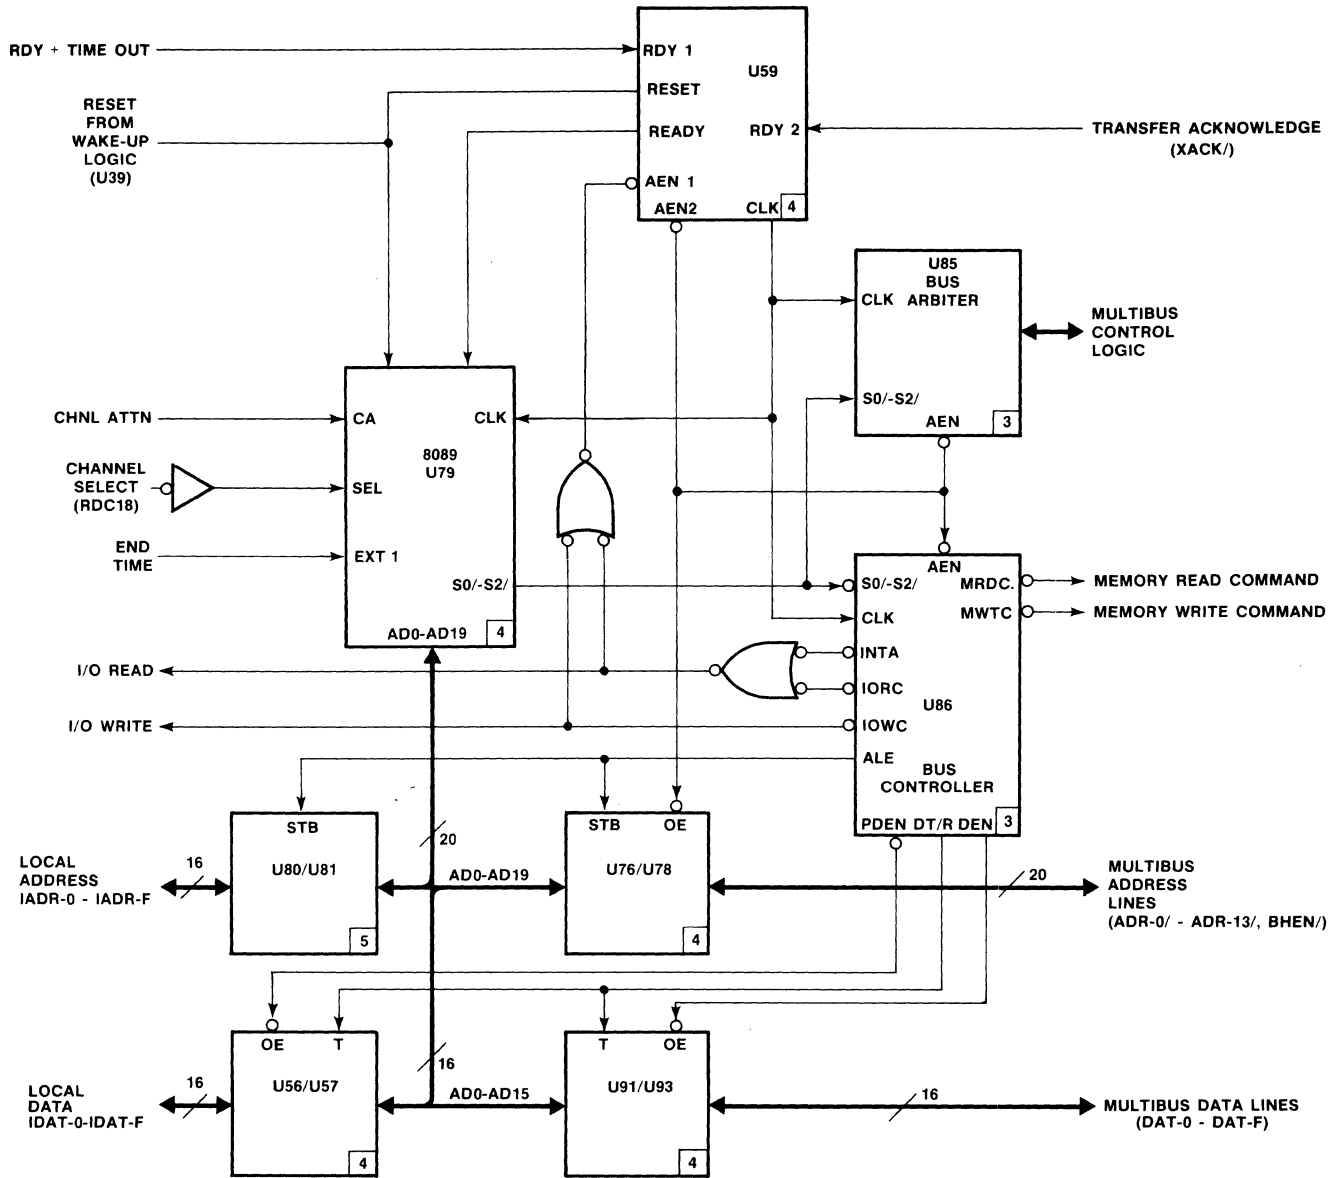 RDY + TIME OUT
RDY 1
U59
RESET
READY
RDY 2
AEN 1
AEN2
CLK
4
TRANSFER ACKNOWLEDGE
(XACK/)
RESET
FROM
WAKE-UP
LOGIC
(U39)
U85
BUS
ARBITER
CLK
S0/-S2/
AEN
3
MULTIBUS
CONTROL
LOGIC
CHNL ATTN
CHANNEL
SELECT
(RDC18)
END
TIME
CA
CLK
8089
U79
SEL
EXT 1
S0/-S2/
AD0-AD19
4
AEN
S0/-S2/
MRDC.
CLK
MWTC
INTA
IORC
U86
IOWC
ALE
BUS
CONTROLLER
PDEN DT/R DEN
3
MEMORY READ COMMAND
MEMORY WRITE COMMAND
I/O READ
I/O WRITE
LOCAL
ADDRESS
IADR-0 - IADR-F
16
STB
U80/U81
5
20
AD0-AD19
STB
OE
U76/U78
4
20
MULTIBUS
ADDRESS
LINES
(ADR-0/ - ADR-13/, BHEN/)
LOCAL
DATA
IDAT-0-IDAT-F
16
OE
T
U56/U57
4
16
AD0-AD15
T
OE
U91/U93
4
16
MULTIBUS DATA LINES
(DAT-0 - DAT-F)